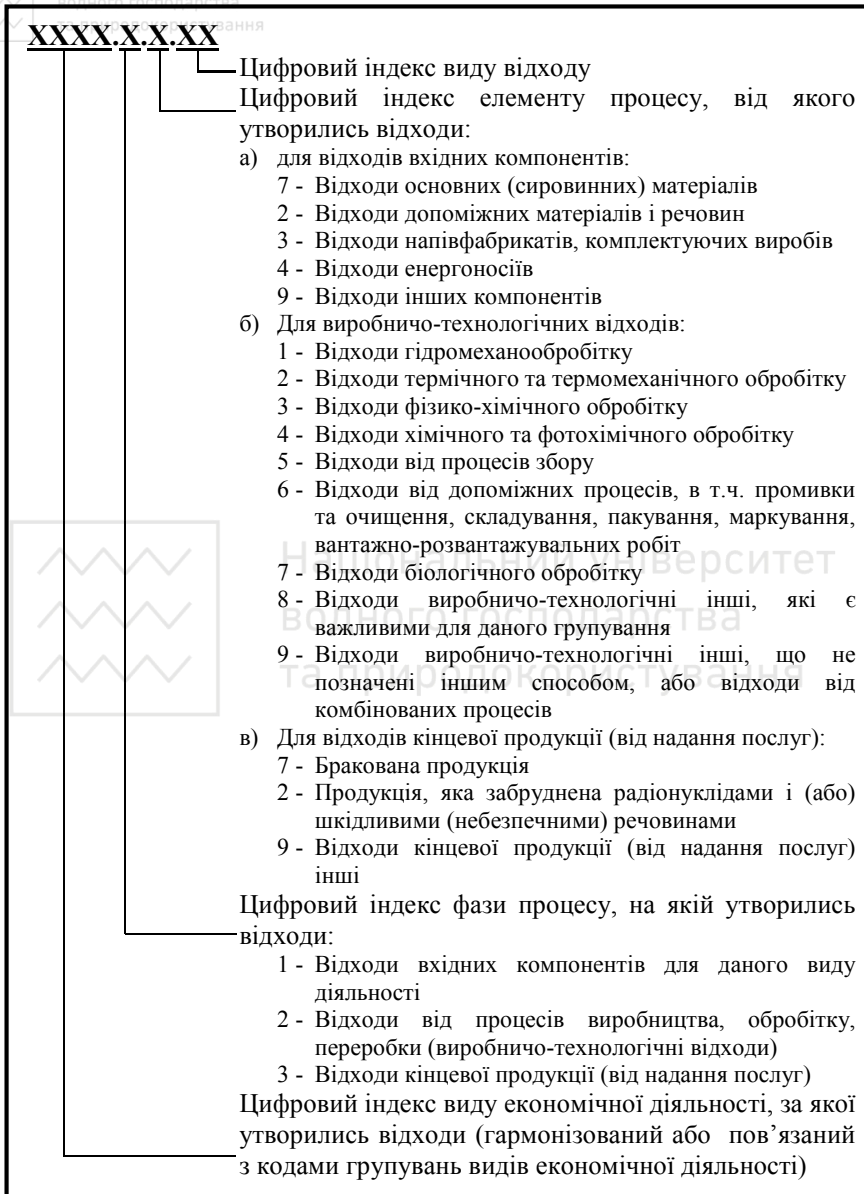 водного господарства
та природокористування
XXXX.X.X.XX
Цифровий індекс виду відходу
Цифровий індекс елементу процесу, від якого
утворились відходи:
а) для відходів вхідних компонентів:
7 - Відходи основних (сировинних) матеріалів
2 - Відходи допоміжних матеріалів і речовин
3 - Відходи напівфабрикатів, комплектуючих виробів
4 - Відходи енергоносіїв
9 - Відходи інших компонентів
б) Для виробничо-технологічних відходів:
1 - Відходи гідромеханообробітку
2 - Відходи термічного та термомеханічного обробітку
3 - Відходи фізико-хімічного обробітку
4 - Відходи хімічного та фотохімічного обробітку
5 - Відходи від процесів збору
6 - Відходи від допоміжних процесів, в т.ч. промивки
та очищення, складування, пакування, маркування,
вантажно-розвантажувальних робіт
Національний університет
7 - Відходи біологічного обробітку
8 - Відходи виробничо-технологічні інші, які є
водного господарства
важливими для даного групування
9 - Відходи виробничо-технологічні інші, що не
та природокористування
позначені іншим способом, або відходи від
комбінованих процесів
в) Для відходів кінцевої продукції (від надання послуг):
7 - Бракована продукція
2 - Продукція, яка забруднена радіонуклідами і (або)
шкідливими (небезпечними) речовинами
9 - Відходи кінцевої продукції (від надання послуг)
інші
Цифровий індекс фази процесу, на якій утворились
відходи:
1 - Відходи вхідних компонентів для даного виду
діяльності
2 - Відходи від процесів виробництва, обробітку,
переробки (виробничо-технологічні відходи)
3 - Відходи кінцевої продукції (від надання послуг)
Цифровий індекс виду економічної діяльності, за якої
утворились відходи (гармонізований або пов’язаний
з кодами групувань видів економічної діяльності)